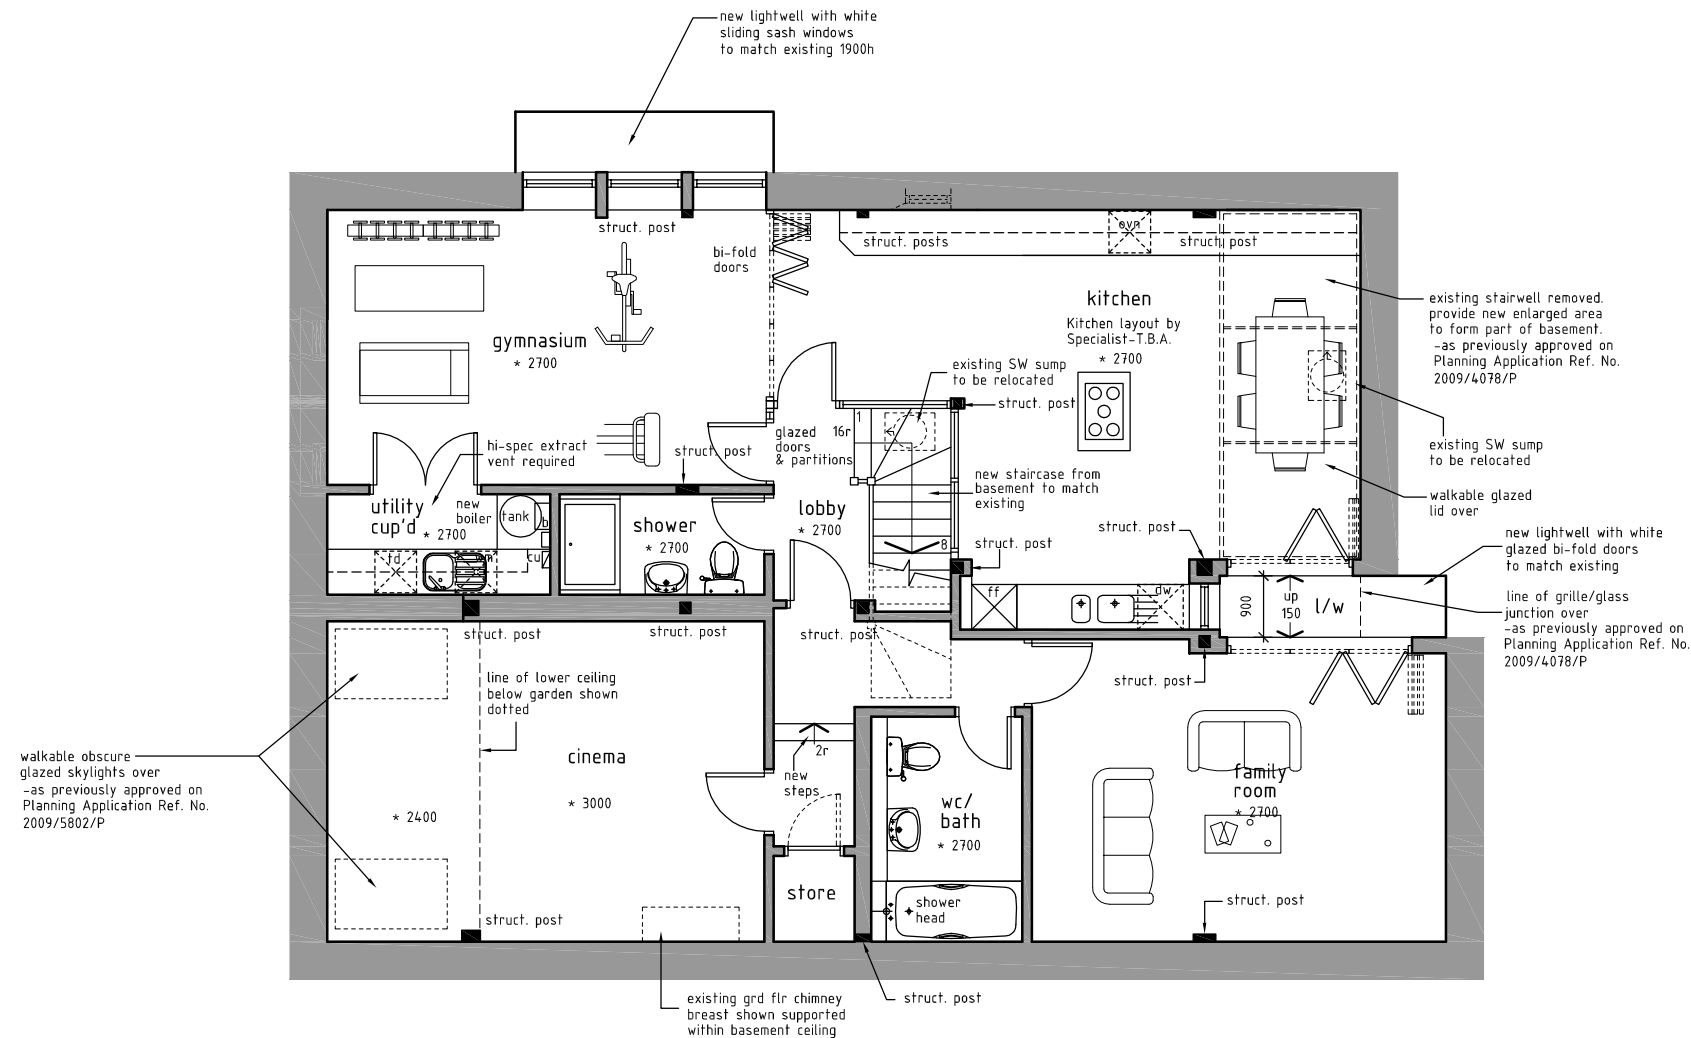 new lightwell with white
sliding sash windows
to match existing 1900h
struct. post
bi-fold
doors
struct. posts
ovn
struct. post
kitchen
Kitchen layout by
Specialist-T.B.A.
* 2700
existing stairwell removed.
provide new enlarged area
to form part of basement.
-as previously approved on
Planning Application Ref. No.
2009/4078/P
gymnasium
* 2700
existing SW sump
to be relocated
struct. post
existing SW sump
to be relocated
glazed
doors
& partitions
16r
1
hi-spec extract
vent required
struct. post
new staircase from
basement to match
existing
walkable glazed
lid over
utility
cup'd
* 2700
new
boiler
tank
b
cu
td
shower
* 2700
lobby
* 2700
8
struct. post
struct. post
new lightwell with white
glazed bi-fold doors
to match existing
ff
dw
900
up
150
l/w
line of grille/glass
junction over
-as previously approved on
Planning Application Ref. No.
2009/4078/P
struct. post
struct. post
struct. post
struct. post
line of lower ceiling
below garden shown
dotted
walkable obscure
glazed skylights over
-as previously approved on
Planning Application Ref. No.
2009/5802/P
cinema
* 3000
* 2400
2r
new
steps
wc/
bath
* 2700
family
room
* 2700
store
shower
head
struct. post
struct. post
existing grd flr chimney
breast shown supported
within basement ceiling
struct. post